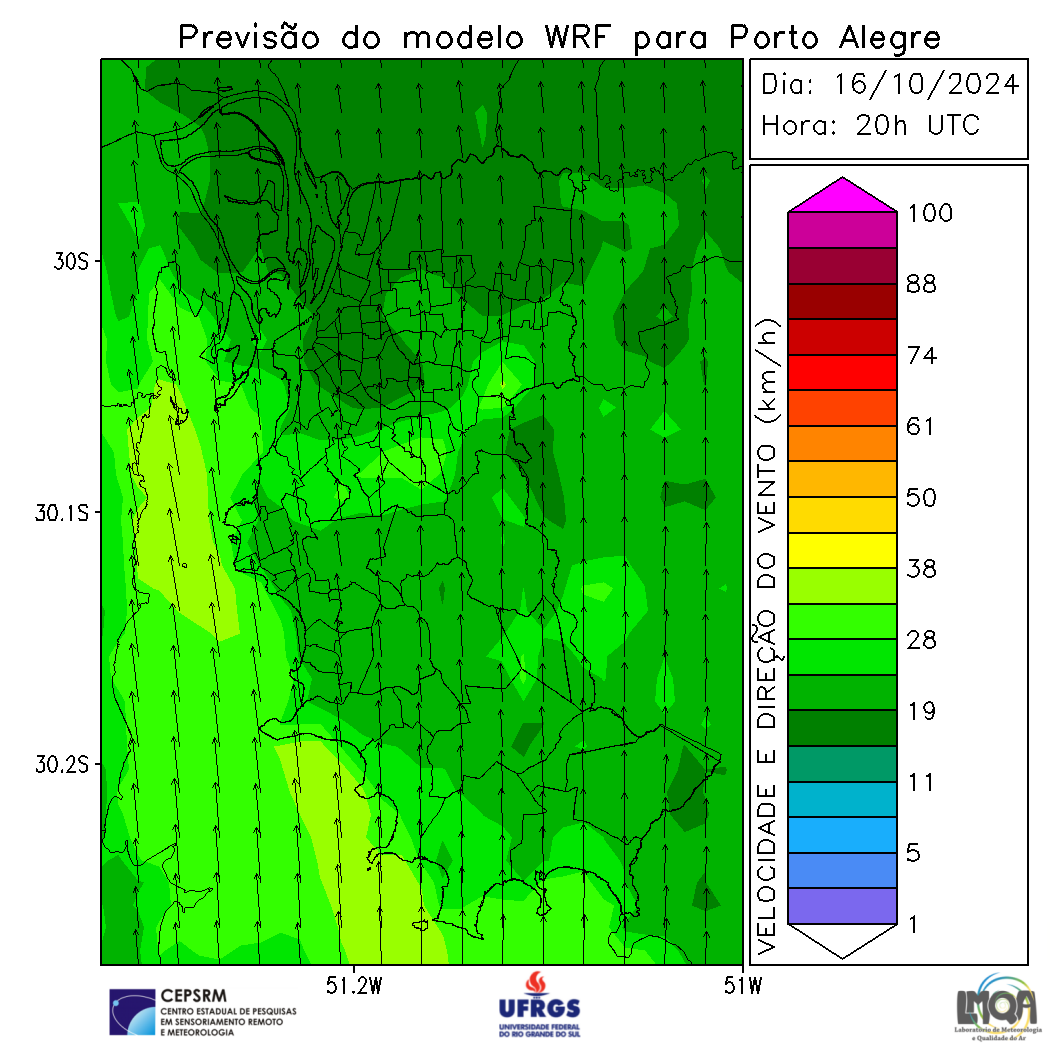 Previsão do modelo WRF para Porto Alegre
Dia: 16/10/2024
Hora: 20h UTC
30S
30.1S
30.2S
51.2W
51W
VELOCIDADE E DIREÇÃO DO VENTO (km/h)
100
88
74
61
50
38
28
19
11
5
1
CEPSRM
CENTRO ESTADUAL DE PESQUISAS
EM SENSORIAMENTO REMOTO
E METEOROLOGIA
UFRGS
UNIVERSIDADE FEDERAL
DO RIO GRANDE DO SUL
LMQA
Laboratório de Meteorologia
e Qualidade do Ar